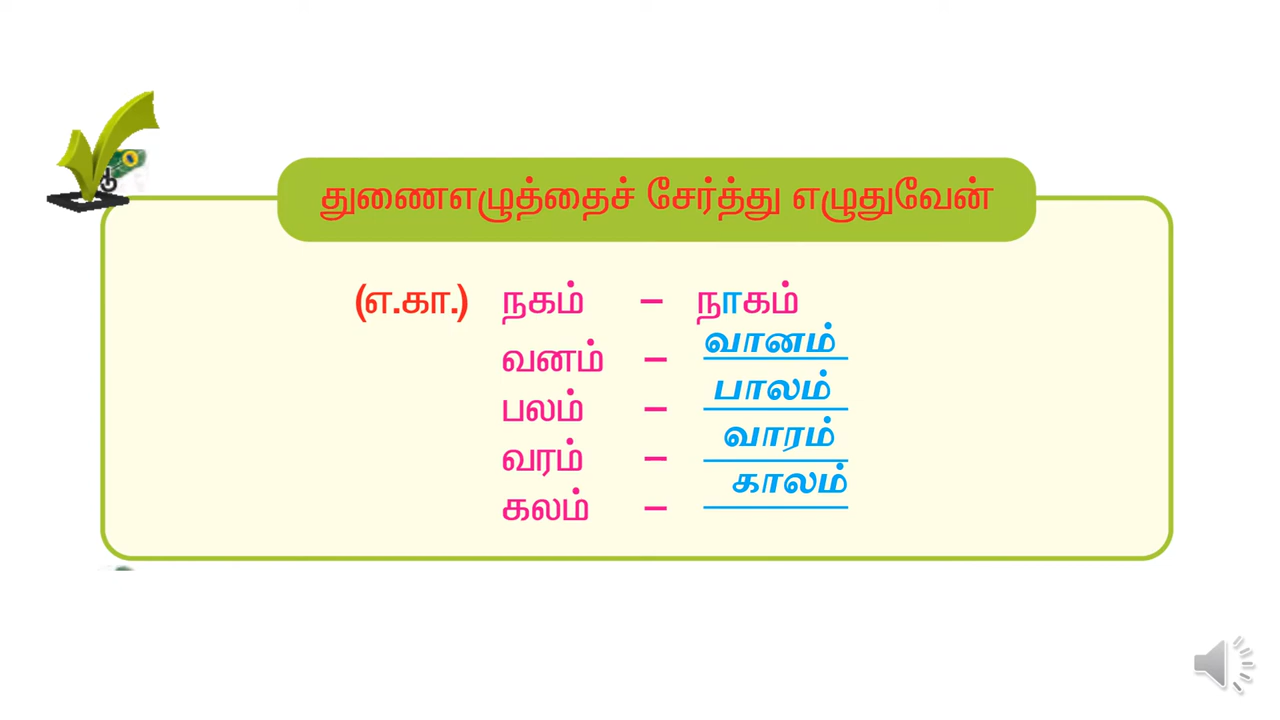 துணைஎழுத்தைச் சேர்த்து எழுதுவேன்
(எ.கா.) நகம் – நாகம்
வனம் – வானம்
பலம் – பாலம்
வரம் – வாரம்
கலம் – காலம்